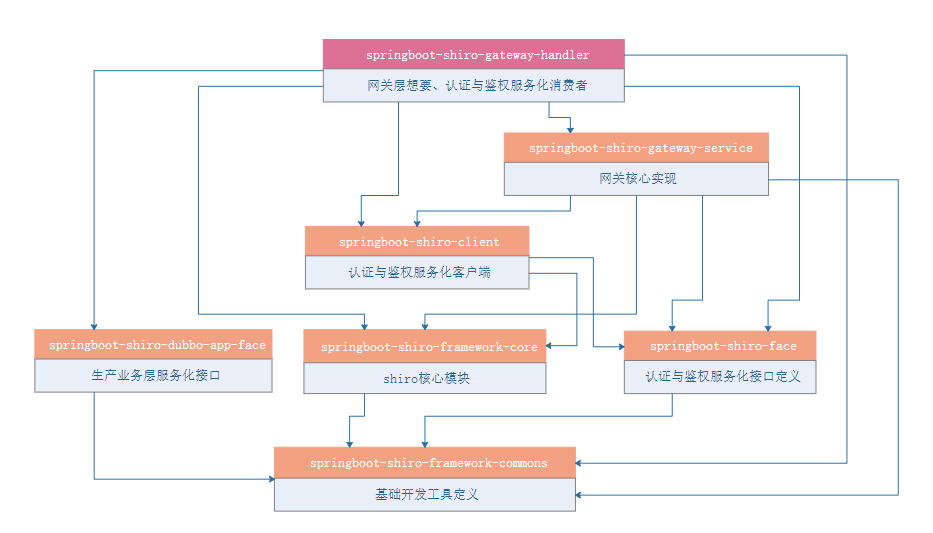 springboot-shiro-gateway-handler
网关层想要、认证与鉴权服务化消费者
springboot-shiro-gateway-service
网关核心实现
springboot-shiro-client
认证与鉴权服务化客户端
springboot-shiro-dubbo-app-face
生产业务层服务化接口
springboot-shiro-framework-core
shiro核心模块
springboot-shiro-face
认证与鉴权服务化接口定义
springboot-shiro-framework-commons
基础开发工具定义